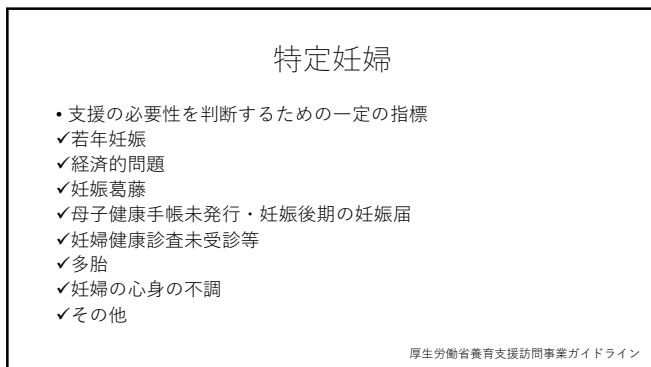 特定妊婦
• 支援の必要性を判断するための一定の指標
✓若年妊娠
✓経済的問題
✓妊娠葛藤
✓母子健康手帳未発行・妊娠後期の妊娠届
✓妊婦健康診査未受診等
✓多胎
✓妊婦の心身の不調
✓その他
厚生労働省養育支援訪問事業ガイドライン